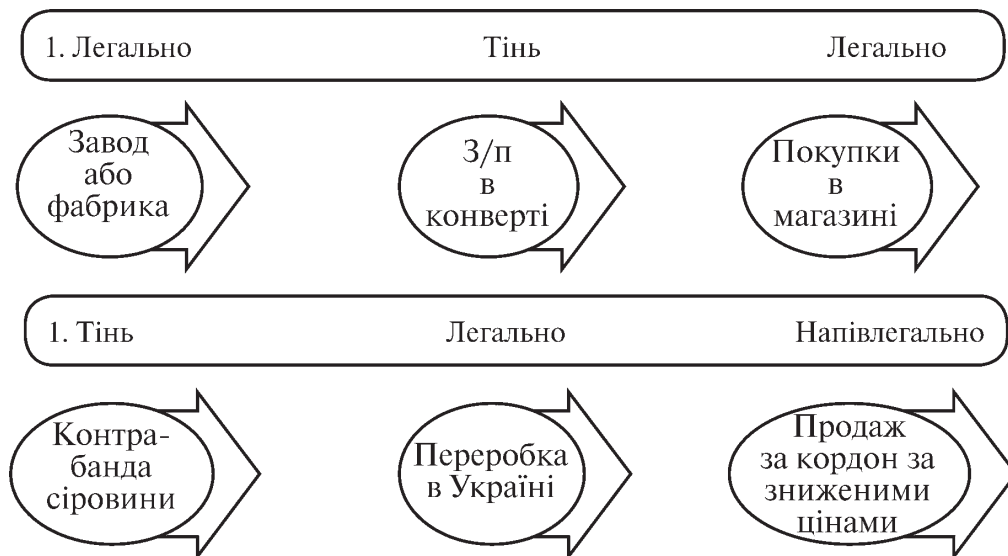 1. Легально Тінь Легально
Завод
або
фабрика
З/п
в
конверті
Покупки
в
магазині
1. Тінь Легально Напівлегально
Контра-
банда
сіровини
Переробка
в Україні
Продаж
за кордон за
зниженими
цінами